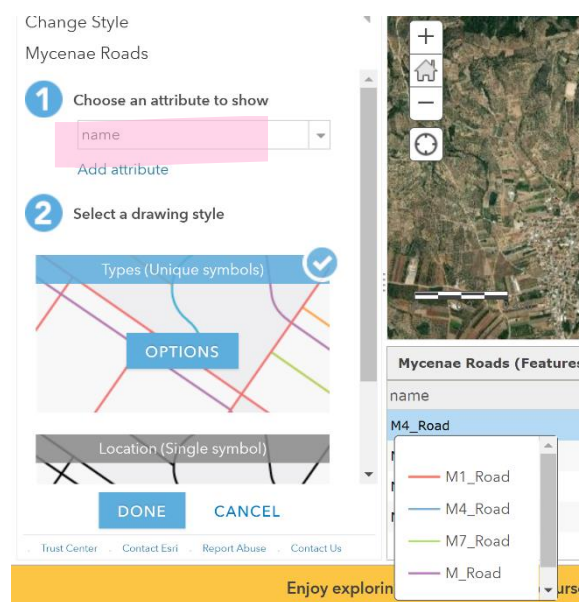 Change Style
Mycenae Roads
1 Choose an attribute to show
name
Add attribute
2 Select a drawing style
Types (Unique symbols)
OPTIONS
Location (Single symbol)
DONE CANCEL
Trust Center . Contact Esri . Report Abuse . Contact Us
Mycenae Roads (Features
name
M4_Road
M1_Road
M4_Road
M7_Road
M_Road
Enjoy explorin